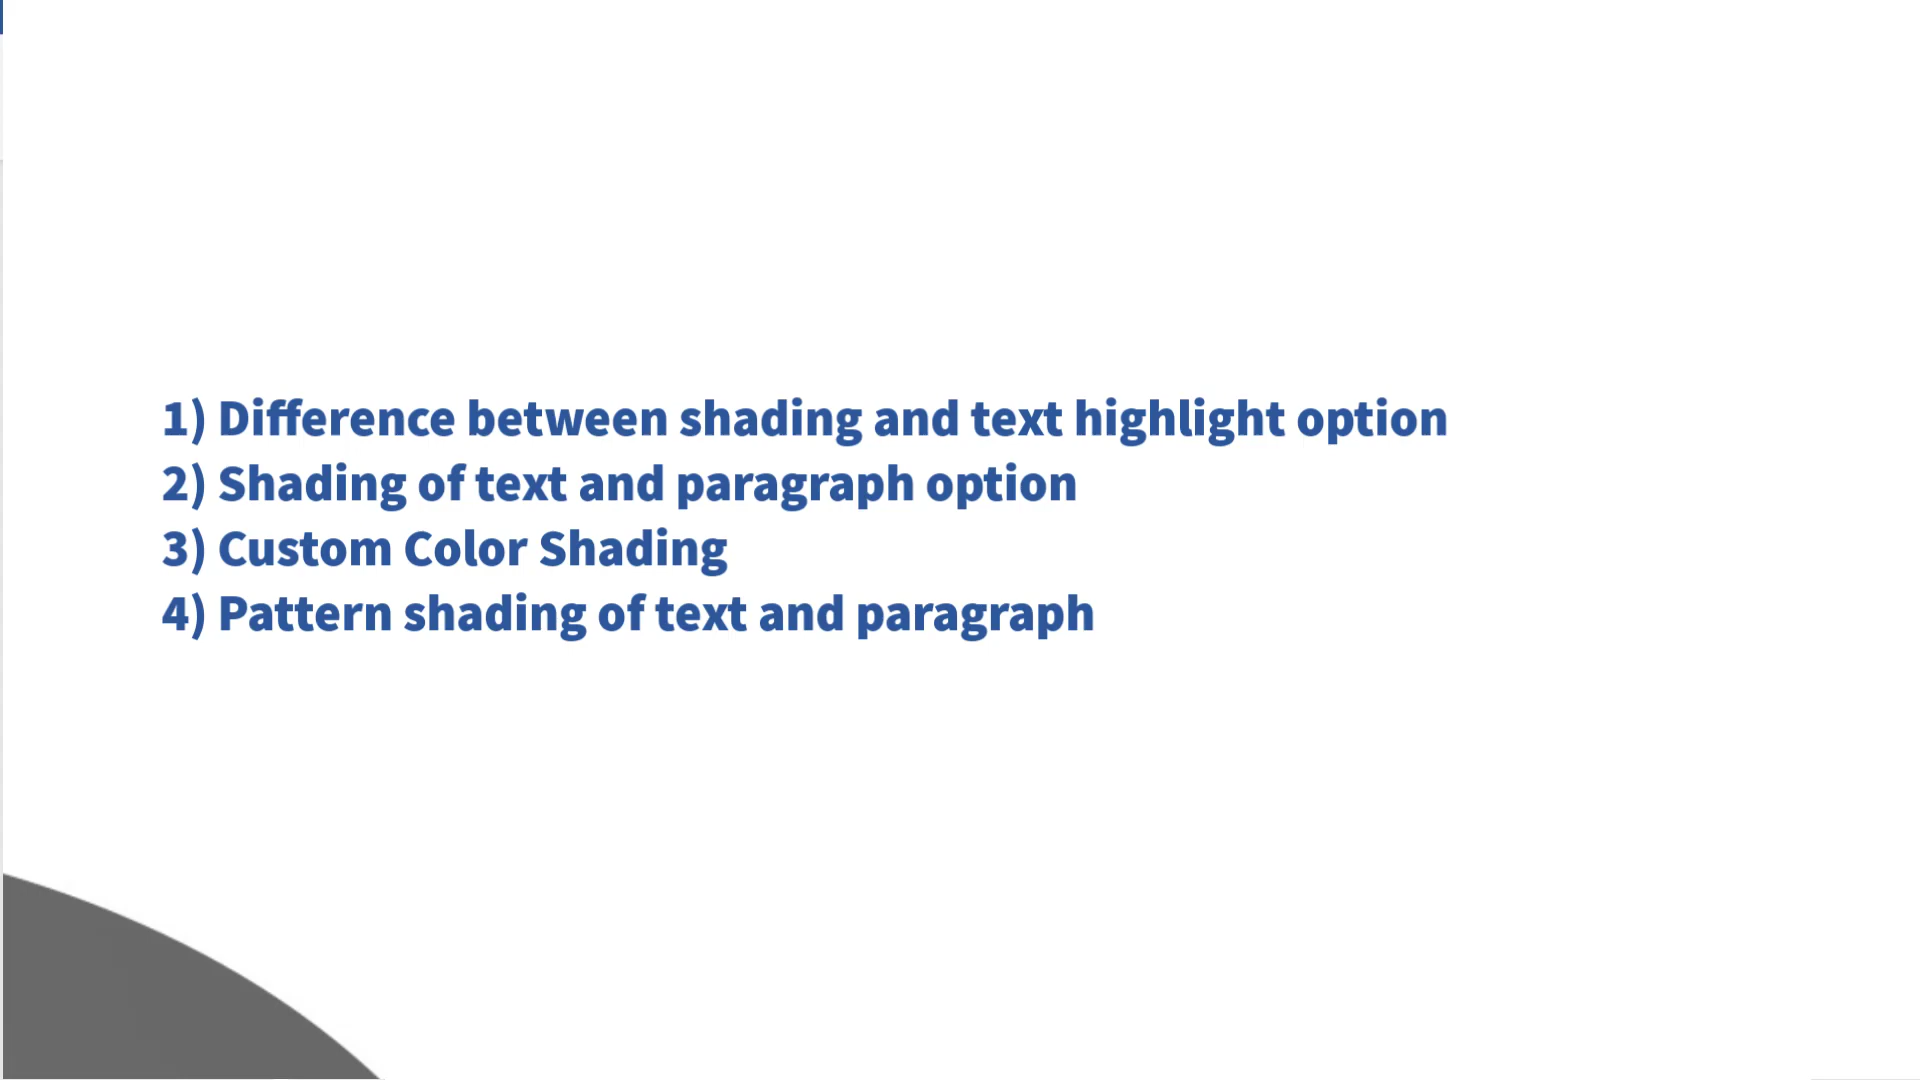 1) Difference between shading and text highlight option
2) Shading of text and paragraph option
3) Custom Color Shading
4) Pattern shading of text and paragraph